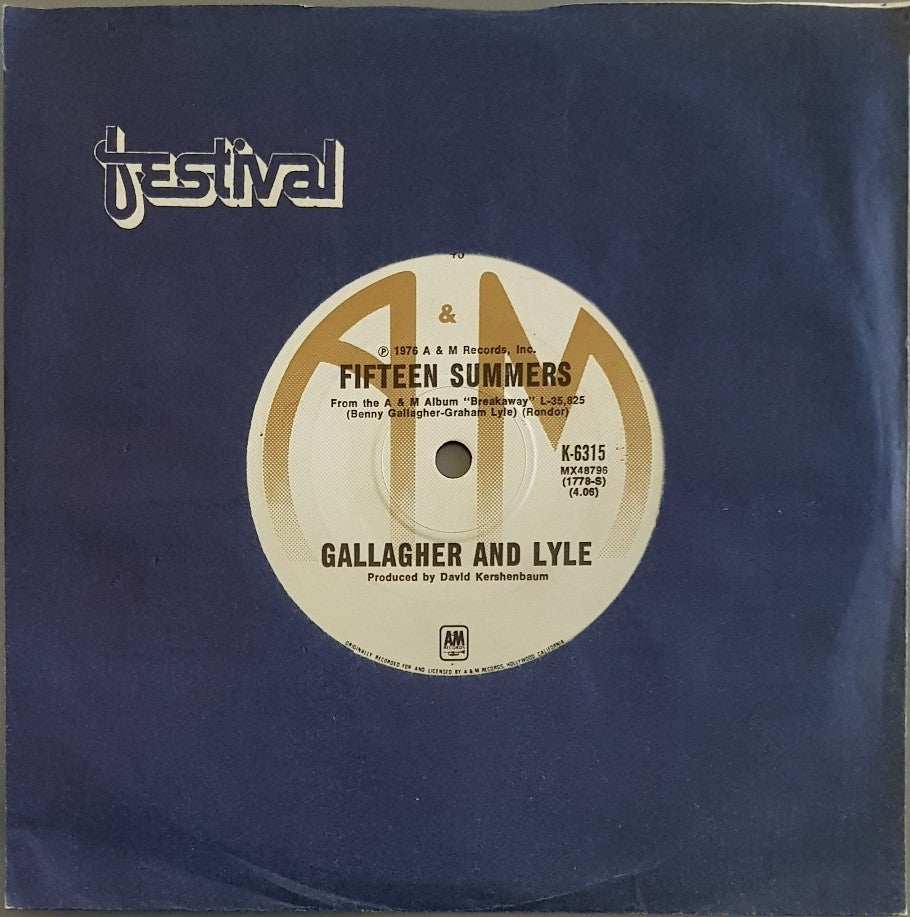 festival
45
A & M
℗ 1976 A & M Records, Inc.
FIFTEEN SUMMERS
From the A & M Album "Breakaway" L-35,825
(Benny Gallagher-Graham Lyle) (Rondor)
K-6315
MX48796
(1778-S)
(4.06)
GALLAGHER AND LYLE
Produced by David Kershenbaum
AM
RECORDS
ORIGINALLY RECORDED FOR AND LICENSED BY A & M RECORDS, HOLLYWOOD, CALIFORNIA